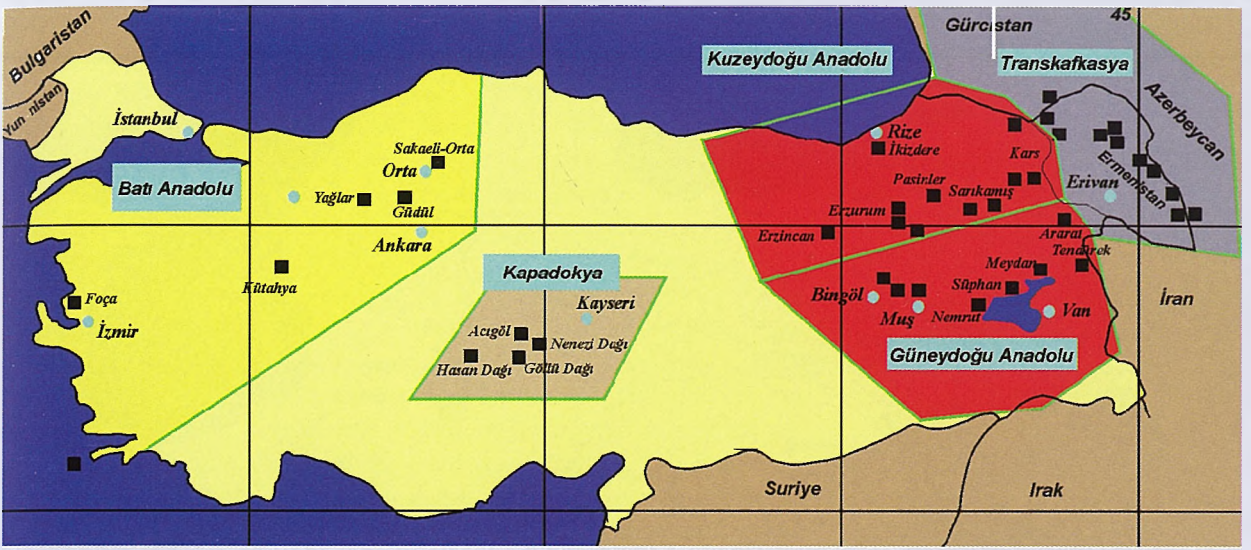 45
Bulgaristan
Gürcistan
Kuzeydoğu Anadolu
Transkafkasya
Yun nistan
Azerbeycan
İstanbul
Rize
İkizdere
Sakaeli-Orta
Kars
Orta
Ermenistan
Batı Anadolu
Yağlar
Güdül
Pasinler
Sarıkamış
Erivan
Erzurum
Ankara
Erzincan
Ararat
Tendürek
Kapadokya
Meydan
Kütahya
Süphan
Bingöl
Foça
Kayseri
İran
Muş
Nemrut
Van
İzmir
Acıgöl
Nenezi Dağı
Güneydoğu Anadolu
Hasan Dağı
Göllü Dağı
Suriye
Irak